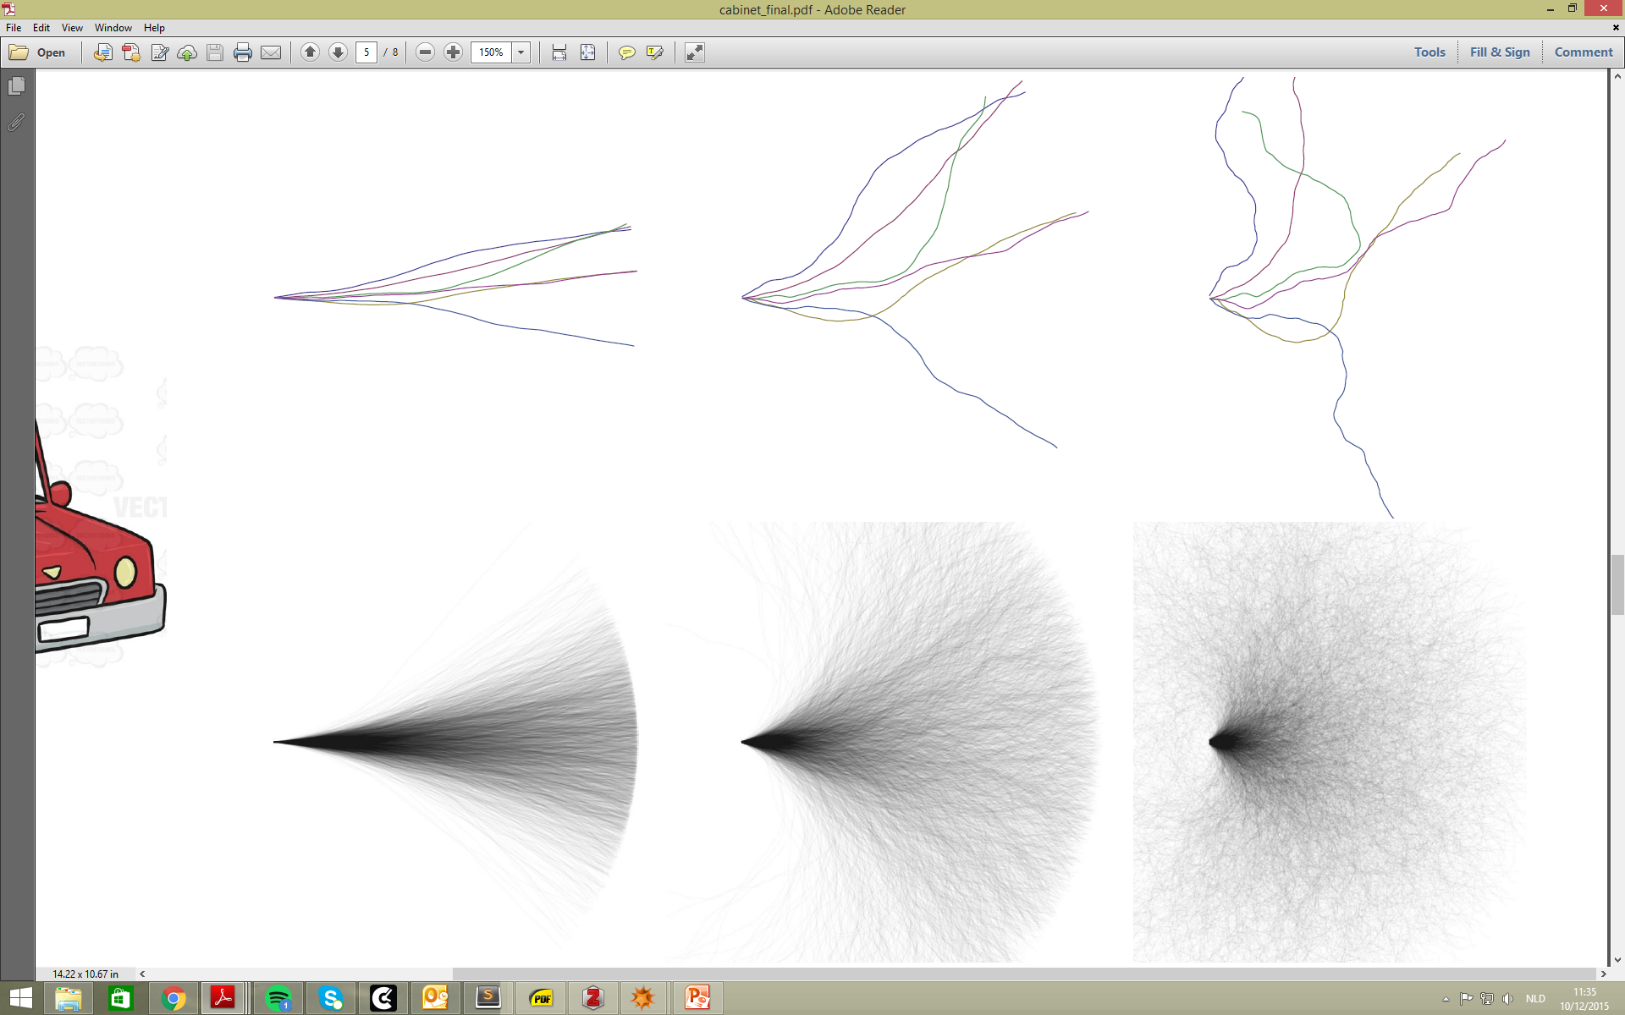 cabinet_final.pdf - Adobe Reader
File Edit View Window Help
Open 5 / 8 150% Tools Fill & Sign Comment
VECT
14.22 x 10.67 in
NLD 11:35
10/12/2015